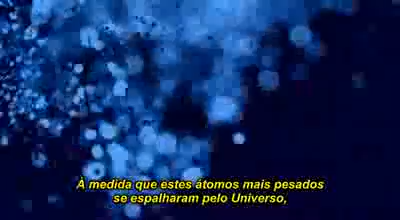 À medida que estes átomos mais pesados
se espalharam pelo Universo,